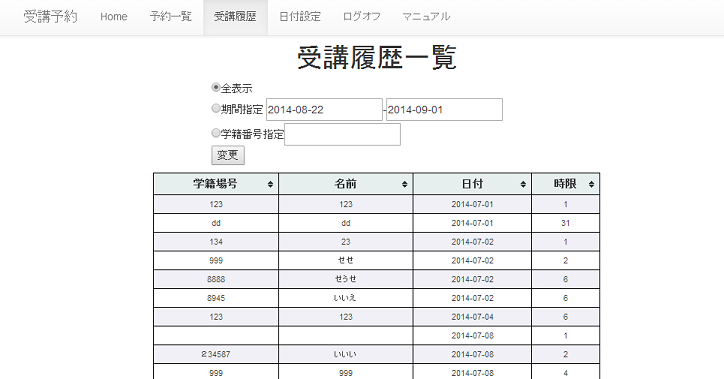 受講予約 Home 予約一覧 受講履歴 日付設定 ログオフ マニュアル
受講履歴一覧
全表示
期間指定 2014-08-22 - 2014-09-01
学籍番号指定
変更
学籍場号 名前 日付 時限
123 123 2014-07-01 1
dd dd 2014-07-01 31
134 23 2014-07-02 1
999 せせ 2014-07-02 2
8888 せうせ 2014-07-02 6
8945 いいえ 2014-07-02 6
123 123 2014-07-04 6
2014-07-08 1
234587 いいい 2014-07-08 2
999 999 2014-07-08 4